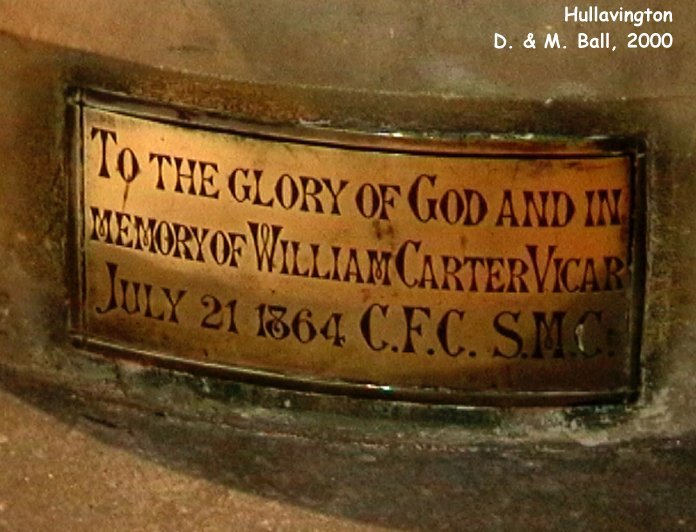 Hullavington
D. & M. Ball, 2000
To THE GLORY OF GOD AND IN
MEMORY OF WILLIAM CARTER VICAR
JULY 21 1864 C.F.C. S.M.C.